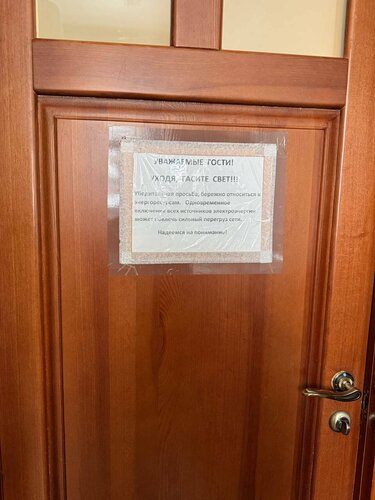 УВАЖАЕМЫЕ ГОСТИ!
УХОДЯ, ГАСИТЕ СВЕТ!!!
Убедительная просьба, бережно относиться к
энергоресурсам. Одновременное
включение всех источников электроэнергии
может повлечь сильный перегруз сети.
Надеемся на понимание!